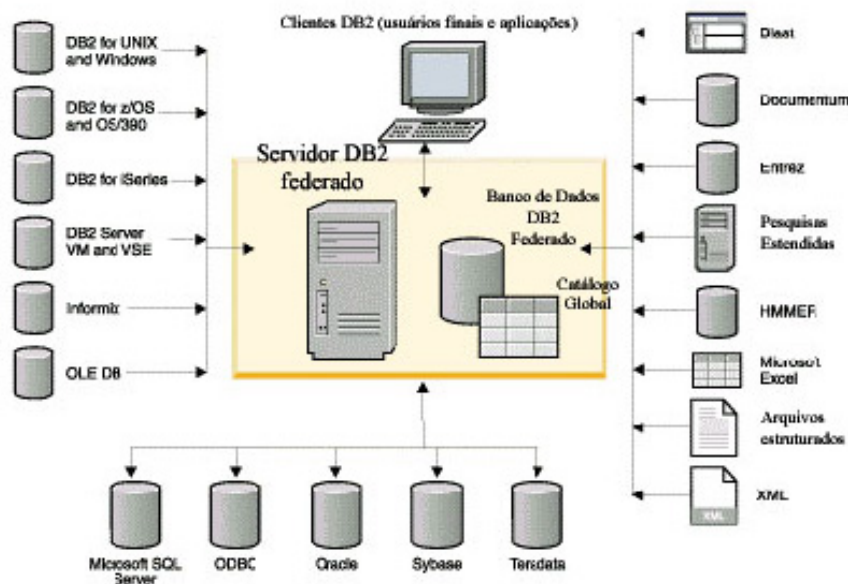 Clientes DB2 (usuários finais e aplicações)
DB2 for UNIX
and Windows
DB2 for z/OS
and OS/390
DB2 for iSeries
DB2 Server
VM and VSE
Informix
OLE DB
Servidor DB2
federado
Banco de Dados
DB2
Federado
Catálogo
Global
Blast
Documentum
Entrez
Pesquisas
Estendidas
HMMER
Microsoft
Excel
Arquivos
estruturados
XML
XML
Microsoft SQL
Server
ODBC
Oracle
Sybase
Teradata